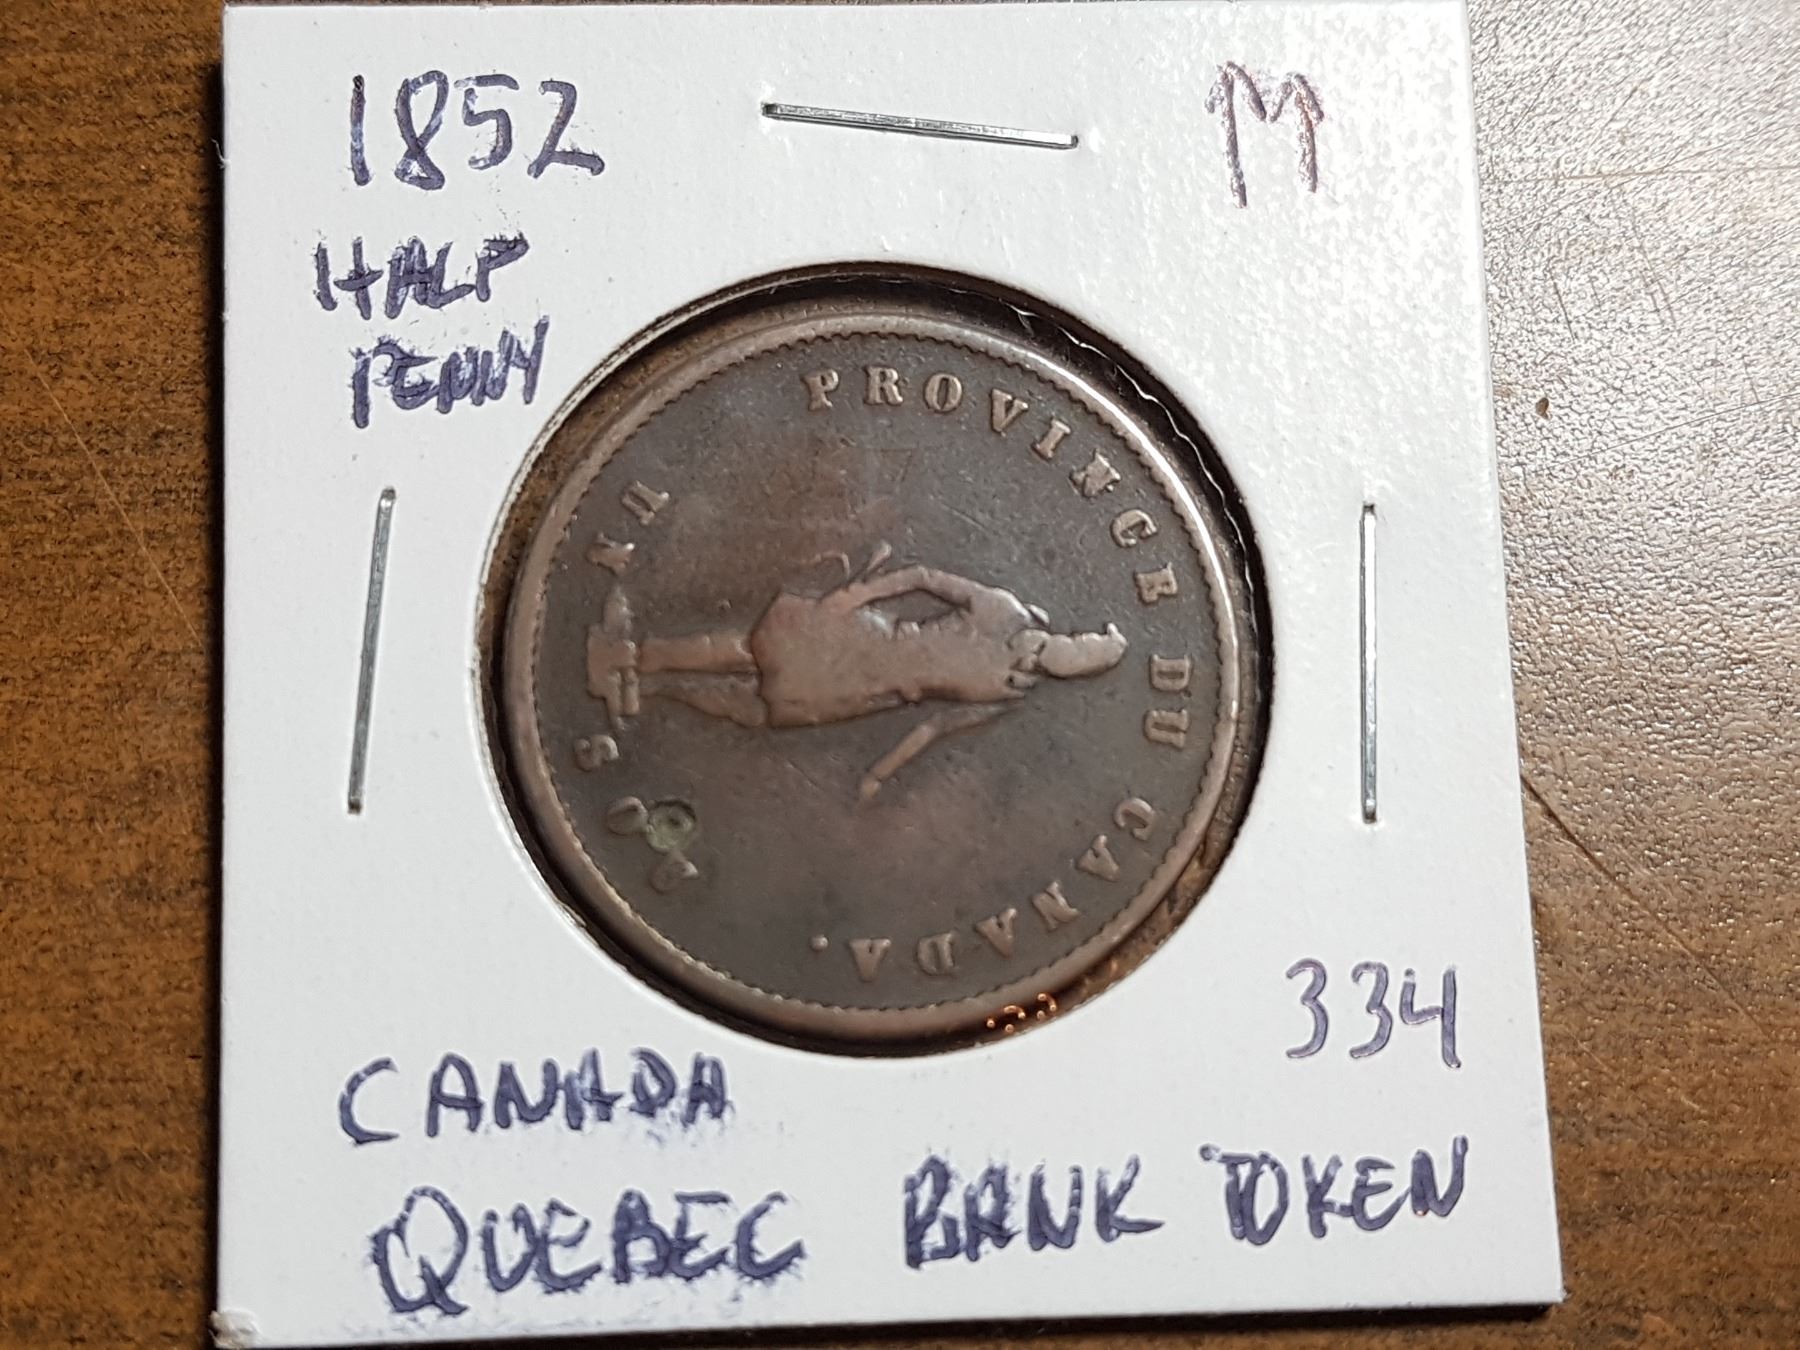 1852
HALF
PENNY
M
PROVINCE DU CANADA.
UN SOU
334
CANADA
QUEBEC BANK TOKEN